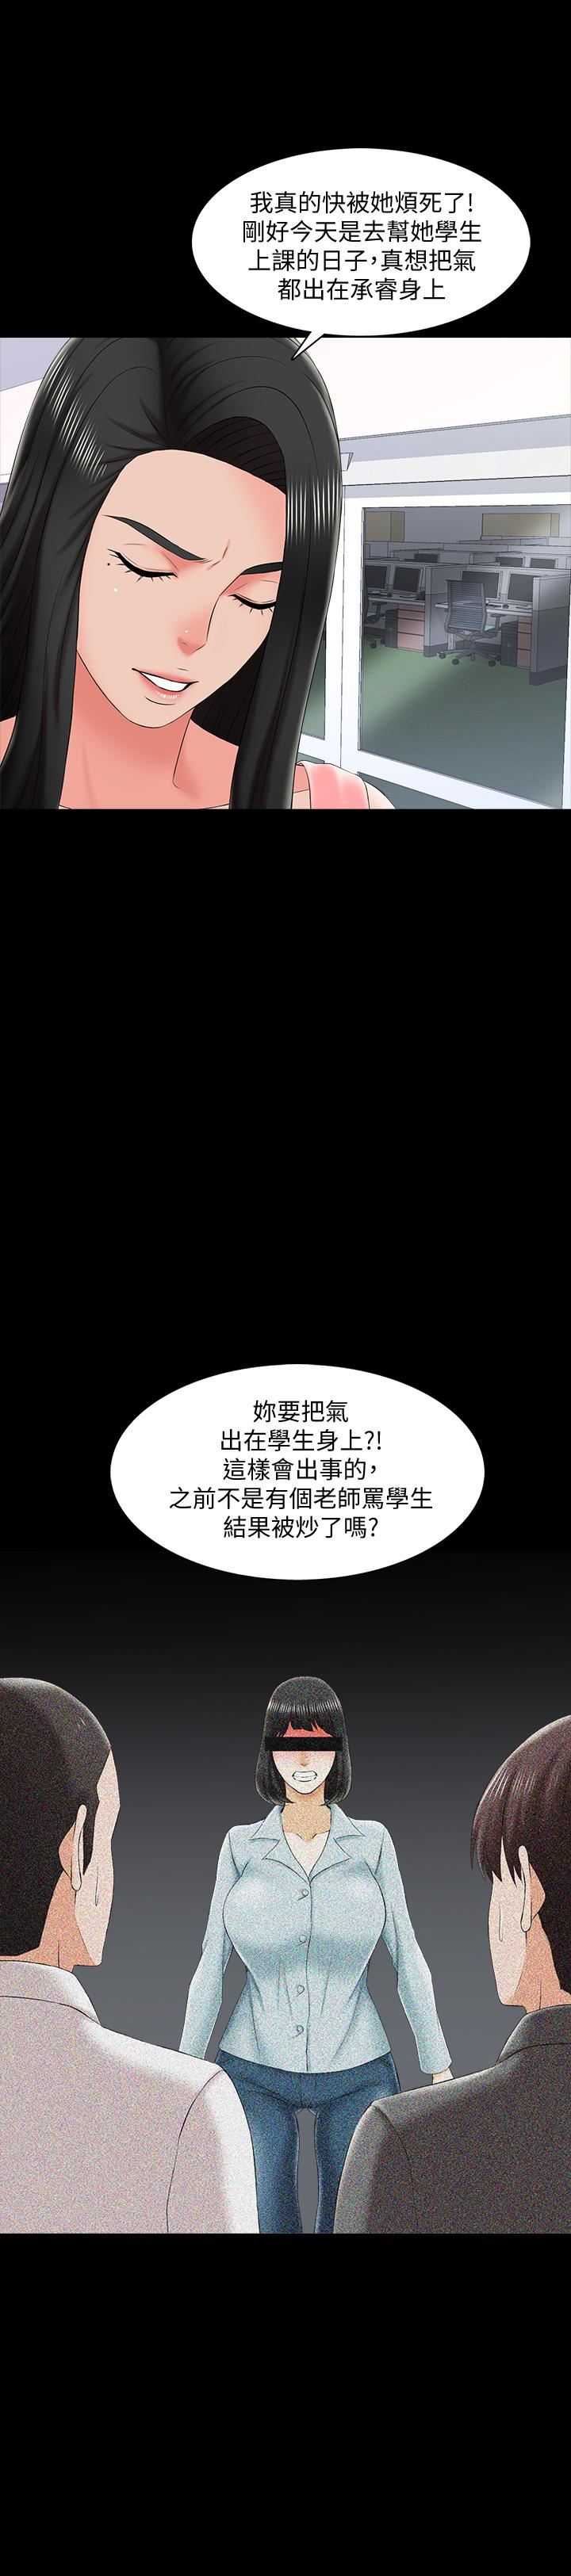 我真的快被她煩死了!
剛好今天是去幫她學生
上課的日子,真想把氣
都出在承睿身上
妳要把氣
出在學生身上?!
這樣會出事的,
之前不是有個老師罵學生
結果被炒了嗎?